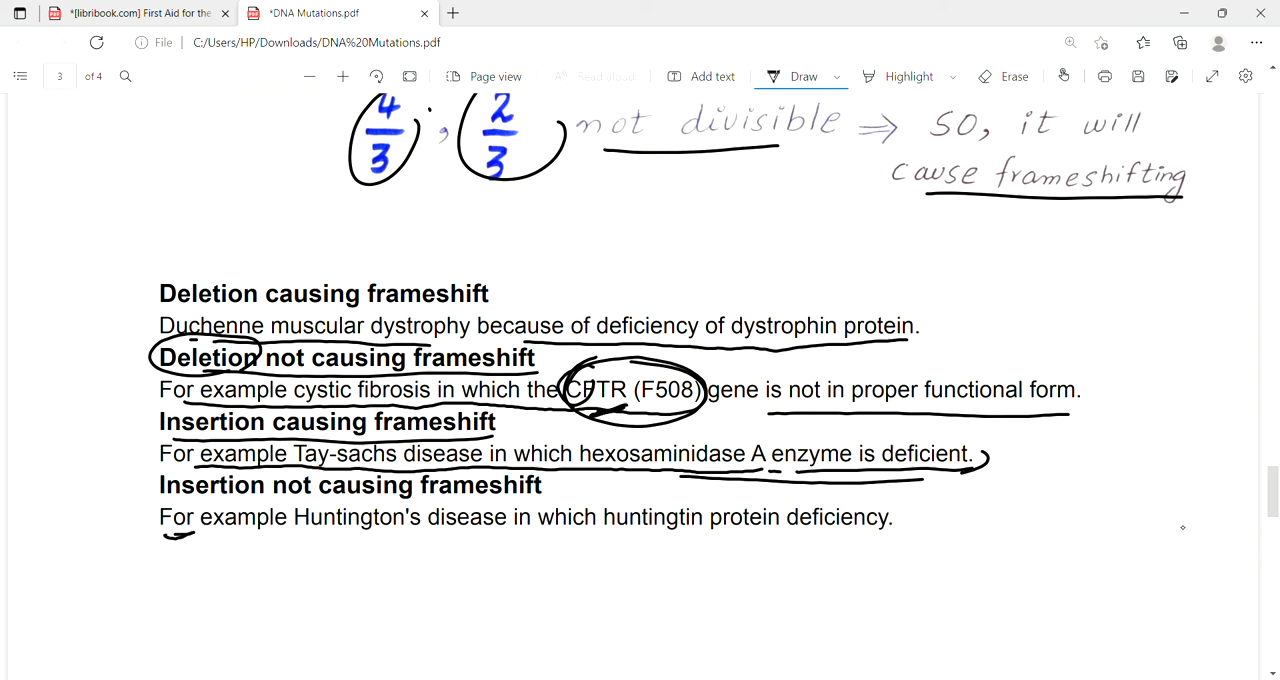 *[libribook.com] First Aid for the
*DNA Mutations.pdf
File
C:/Users/HP/Downloads/DNA%20Mutations.pdf
3
of 4
Page view
Read aloud
Add text
Draw
Highlight
Erase
4/3 ; 2/3 not divisible ⇒ SO, it will
cause frameshifting
Deletion causing frameshift
Duchenne muscular dystrophy because of deficiency of dystrophin protein.
Deletion not causing frameshift
For example cystic fibrosis in which the CFTR (F508) gene is not in proper functional form.
Insertion causing frameshift
For example Tay-sachs disease in which hexosaminidase A enzyme is deficient.
Insertion not causing frameshift
For example Huntington's disease in which huntingtin protein deficiency.